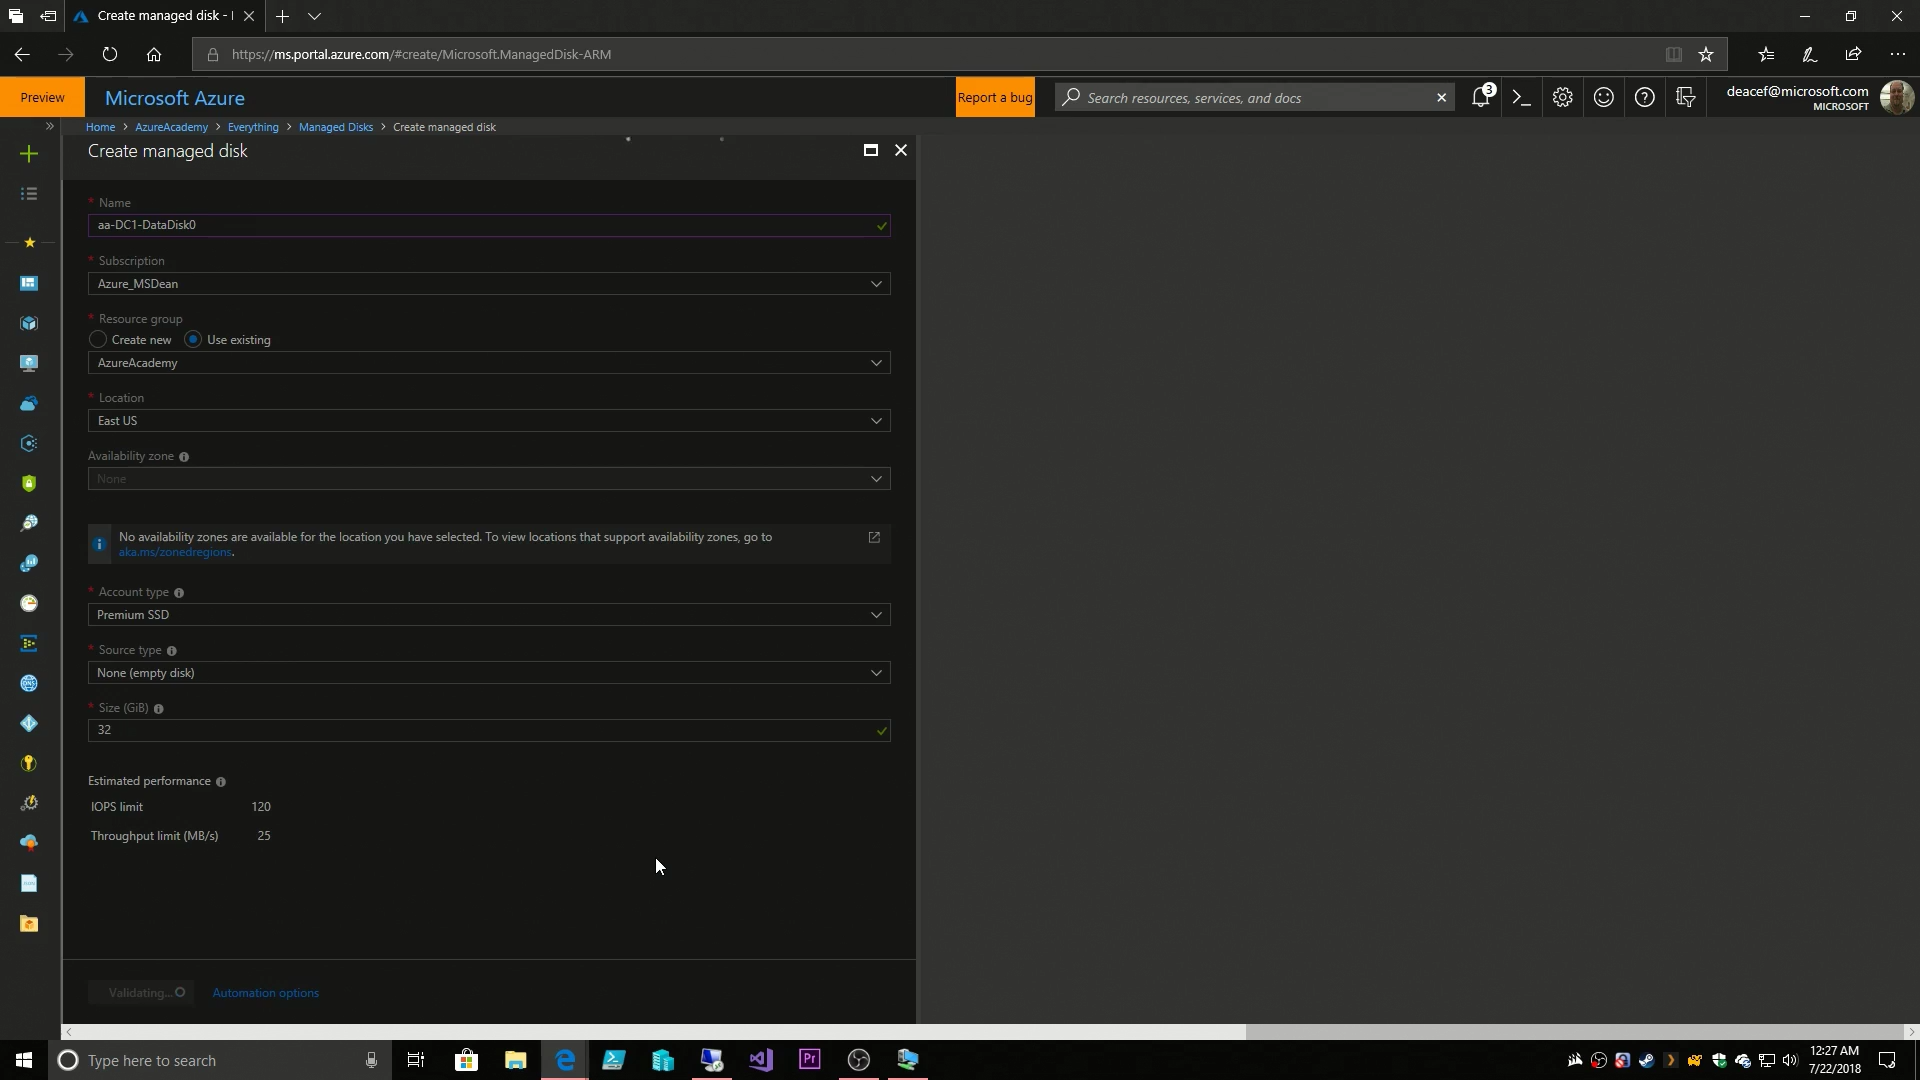 Create managed disk - I
https://ms.portal.azure.com/#create/Microsoft.ManagedDisk-ARM
Preview
Microsoft Azure
Report a bug
Search resources, services, and docs
3
deacef@microsoft.com
MICROSOFT
Home > AzureAcademy > Everything > Managed Disks > Create managed disk
Create managed disk
* Name
aa-DC1-DataDisk0
* Subscription
Azure_MSDean
* Resource group
Create new
Use existing
AzureAcademy
* Location
East US
Availability zone
None
No availability zones are available for the location you have selected. To view locations that support availability zones, go to
aka.ms/zonedregions.
* Account type
Premium SSD
* Source type
None (empty disk)
* Size (GiB)
32
Estimated performance
IOPS limit 120
Throughput limit (MB/s) 25
Validating...
Automation options
Type here to search
Pr
12:27 AM
7/22/2018